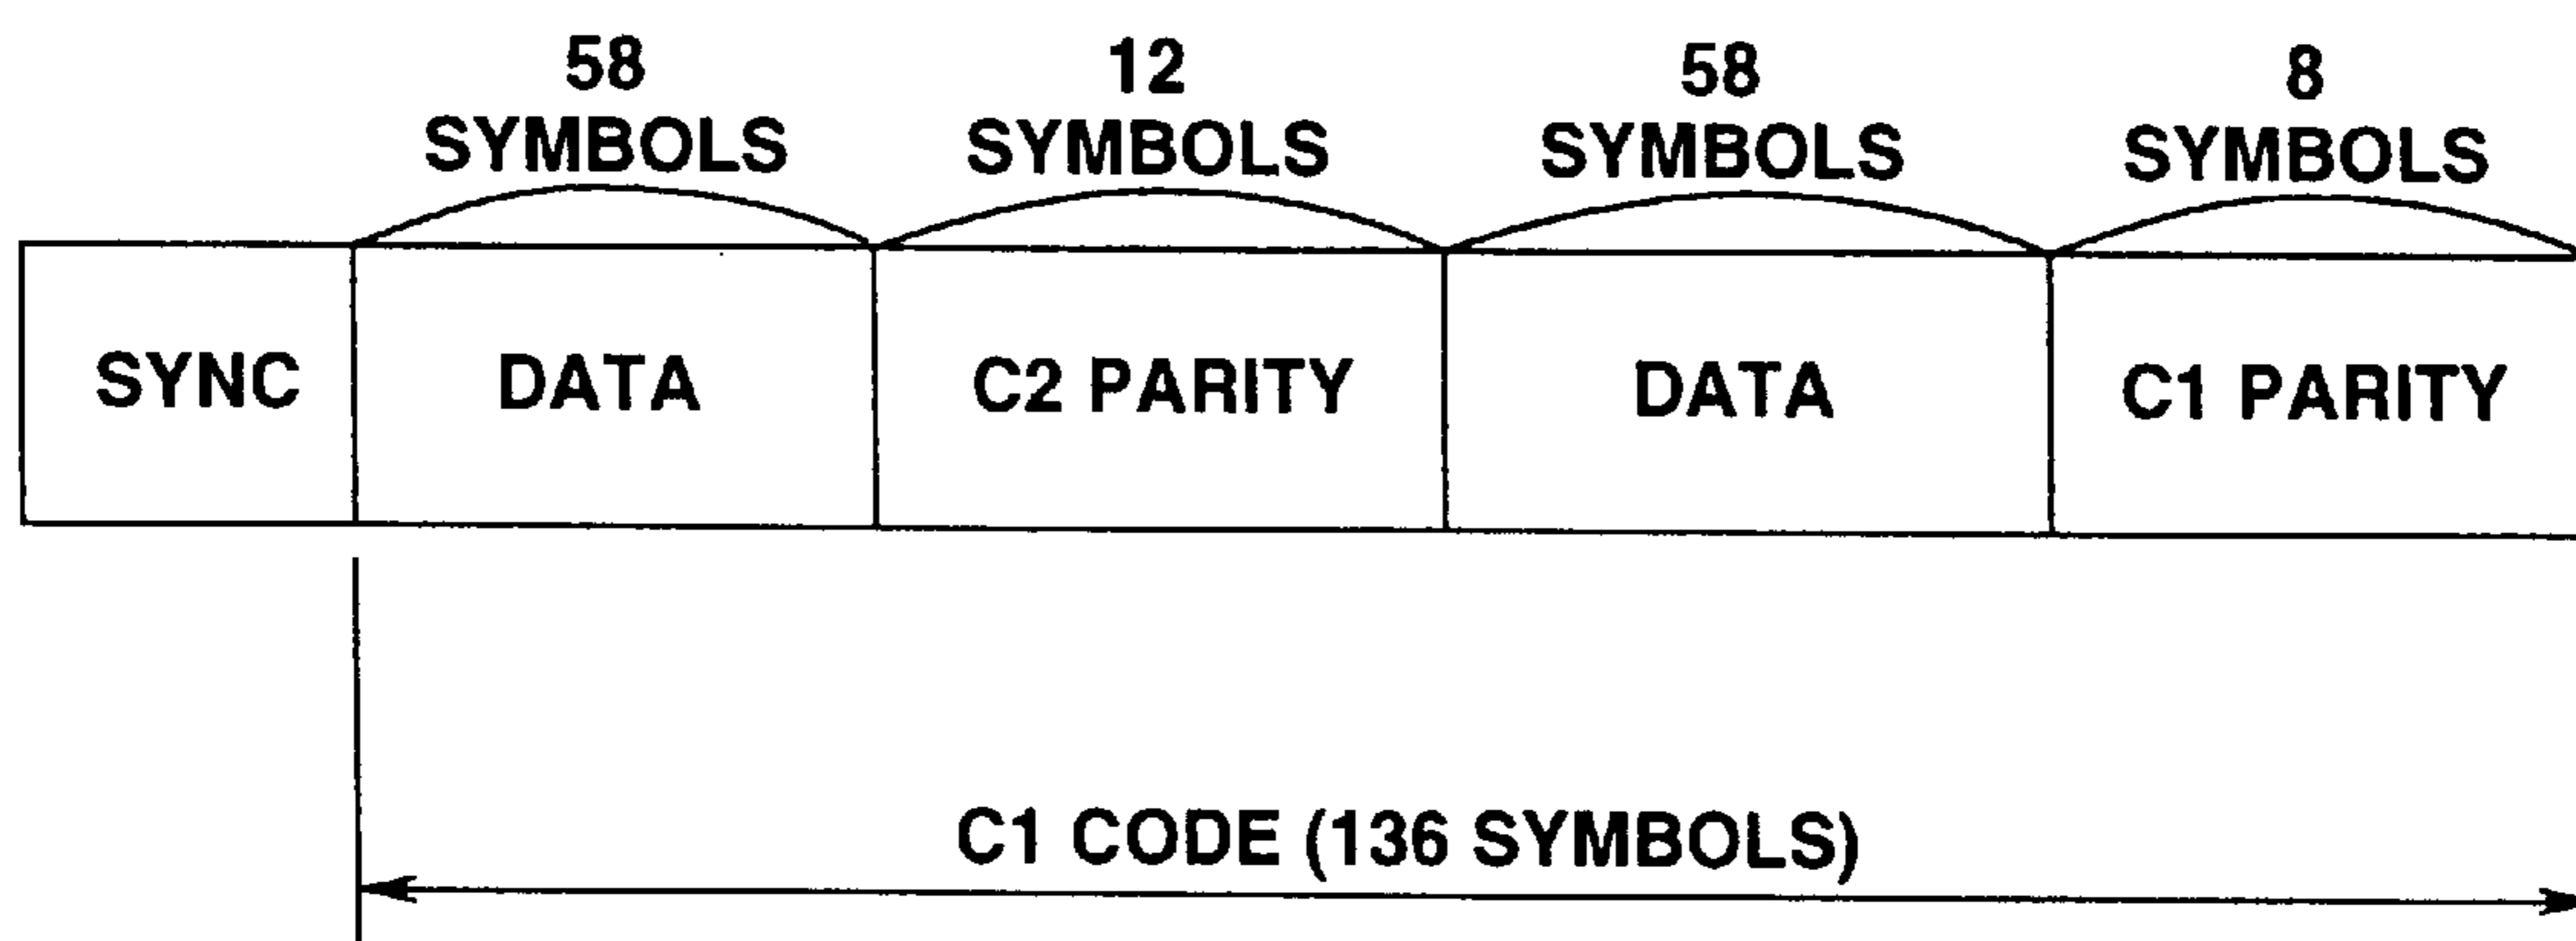 58
SYMBOLS
12
SYMBOLS
58
SYMBOLS
8
SYMBOLS
SYNC
DATA
C2 PARITY
DATA
C1 PARITY
C1 CODE (136 SYMBOLS)